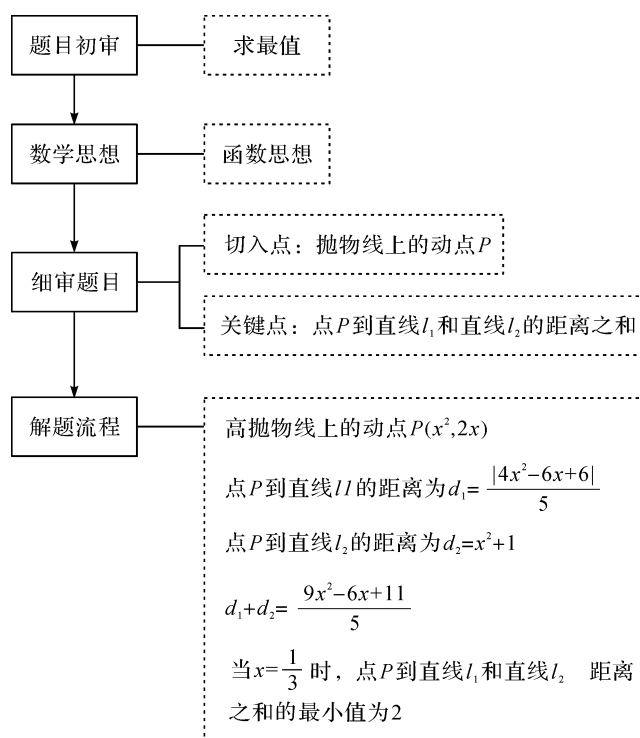 题目初审
求最值
数学思想
函数思想
细审题目
切入点：抛物线上的动点P
关键点：点P到直线l₁和直线l₂的距离之和
解题流程
高抛物线上的动点P(x²,2x)
点P到直线l1的距离为d₁=|4x²-6x+6|/5
点P到直线l₂的距离为d₂=x²+1
d₁+d₂= 9x²-6x+11/5
当x=1/3时，点P到直线l₁和直线l₂ 距离
之和的最小值为2